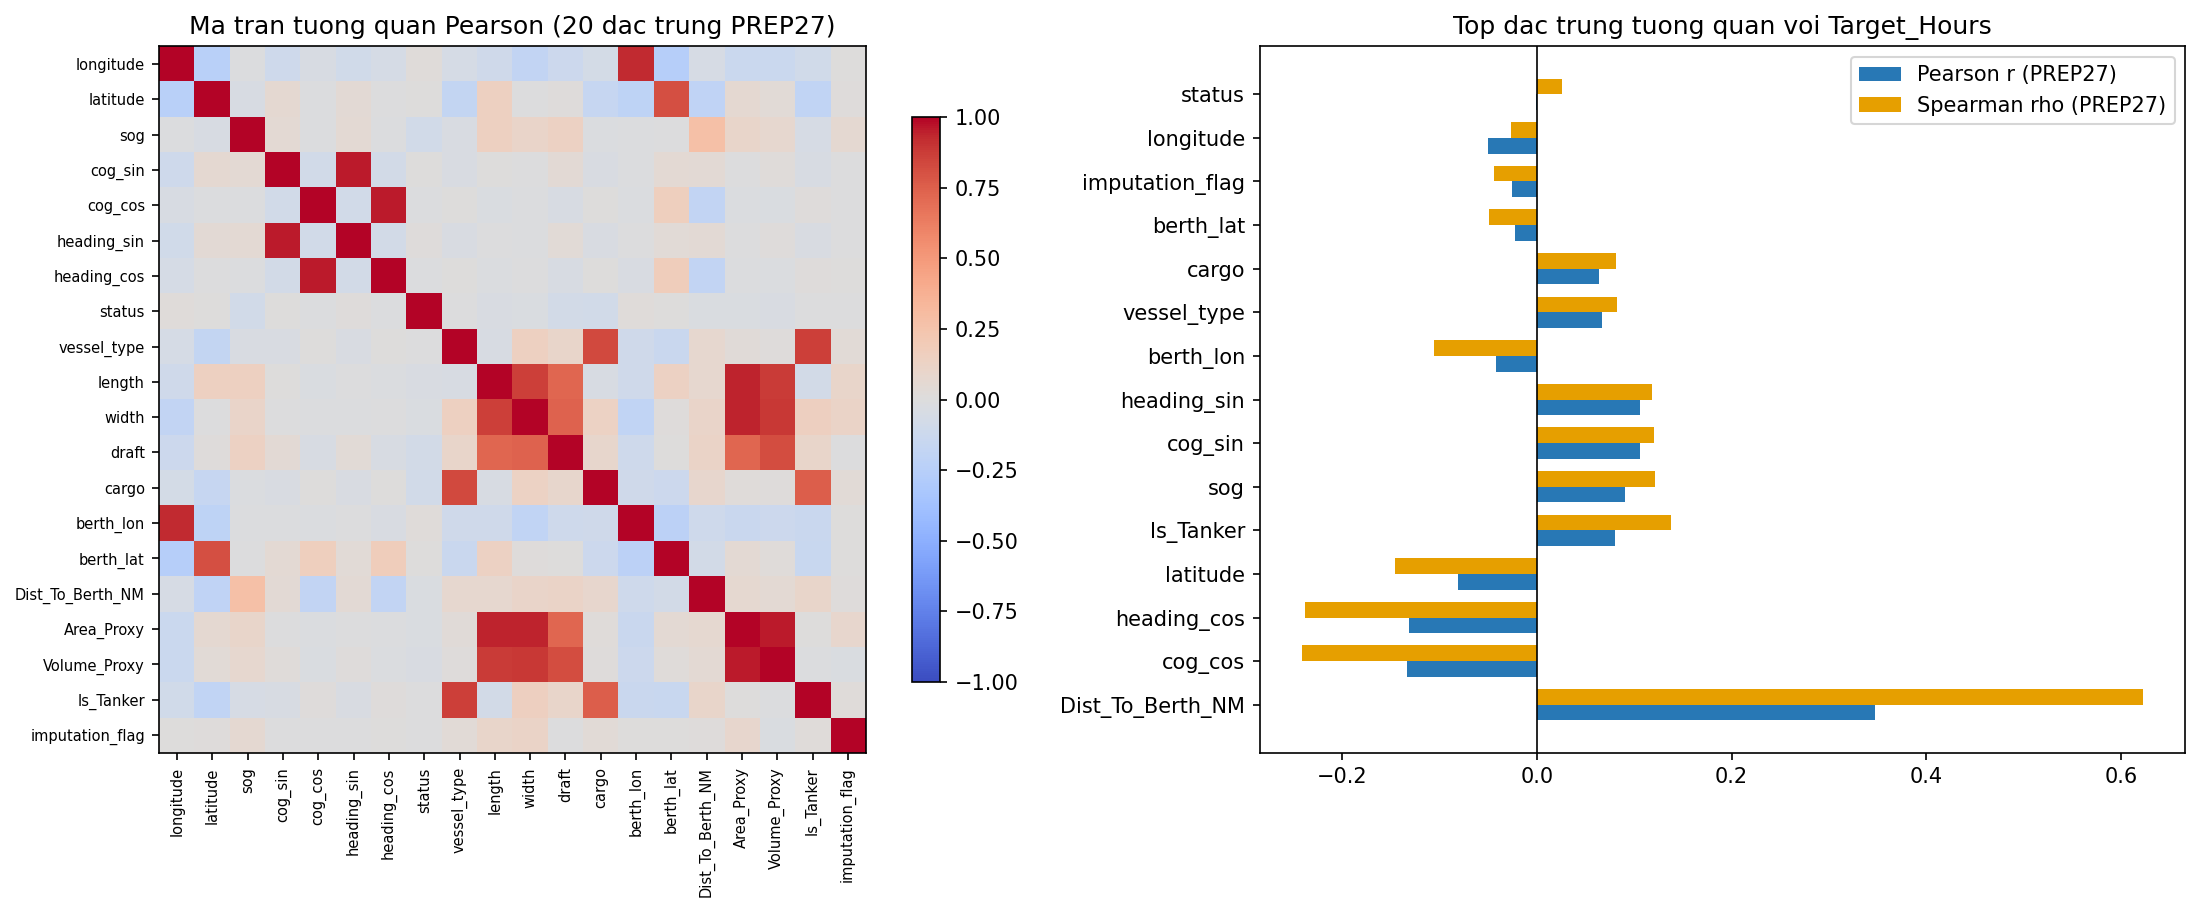 Ma tran tuong quan Pearson (20 dac trung PREP27)
longitude
latitude
sog
cog_sin
cog_cos
heading_sin
heading_cos
status
vessel_type
length
width
draft
cargo
berth_lon
berth_lat
Dist_To_Berth_NM
Area_Proxy
Volume_Proxy
Is_Tanker
imputation_flag
longitude
latitude
sog
cog_sin
cog_cos
heading_sin
heading_cos
status
vessel_type
length
width
draft
cargo
berth_lon
berth_lat
Dist_To_Berth_NM
Area_Proxy
Volume_Proxy
Is_Tanker
imputation_flag
1.00
0.75
0.50
0.25
0.00
−0.25
−0.50
−0.75
−1.00
Top dac trung tuong quan voi Target_Hours
Pearson r (PREP27)
Spearman rho (PREP27)
status
longitude
imputation_flag
berth_lat
cargo
vessel_type
berth_lon
heading_sin
cog_sin
sog
Is_Tanker
latitude
heading_cos
cog_cos
Dist_To_Berth_NM
−0.2
0.0
0.2
0.4
0.6